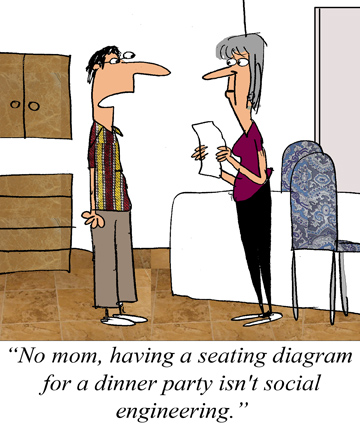 “No mom, having a seating diagram
for a dinner party isn't social
engineering.”